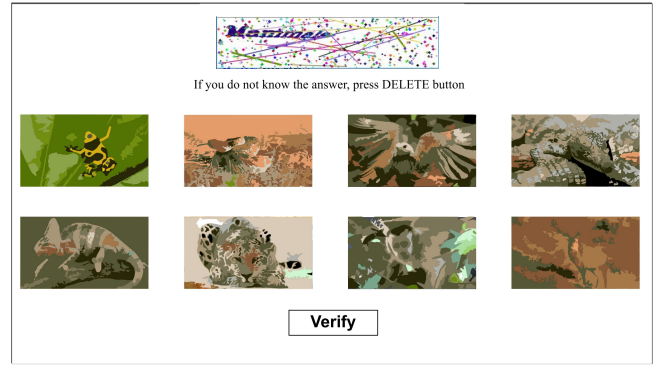 Mammals
If you do not know the answer, press DELETE button
Verify